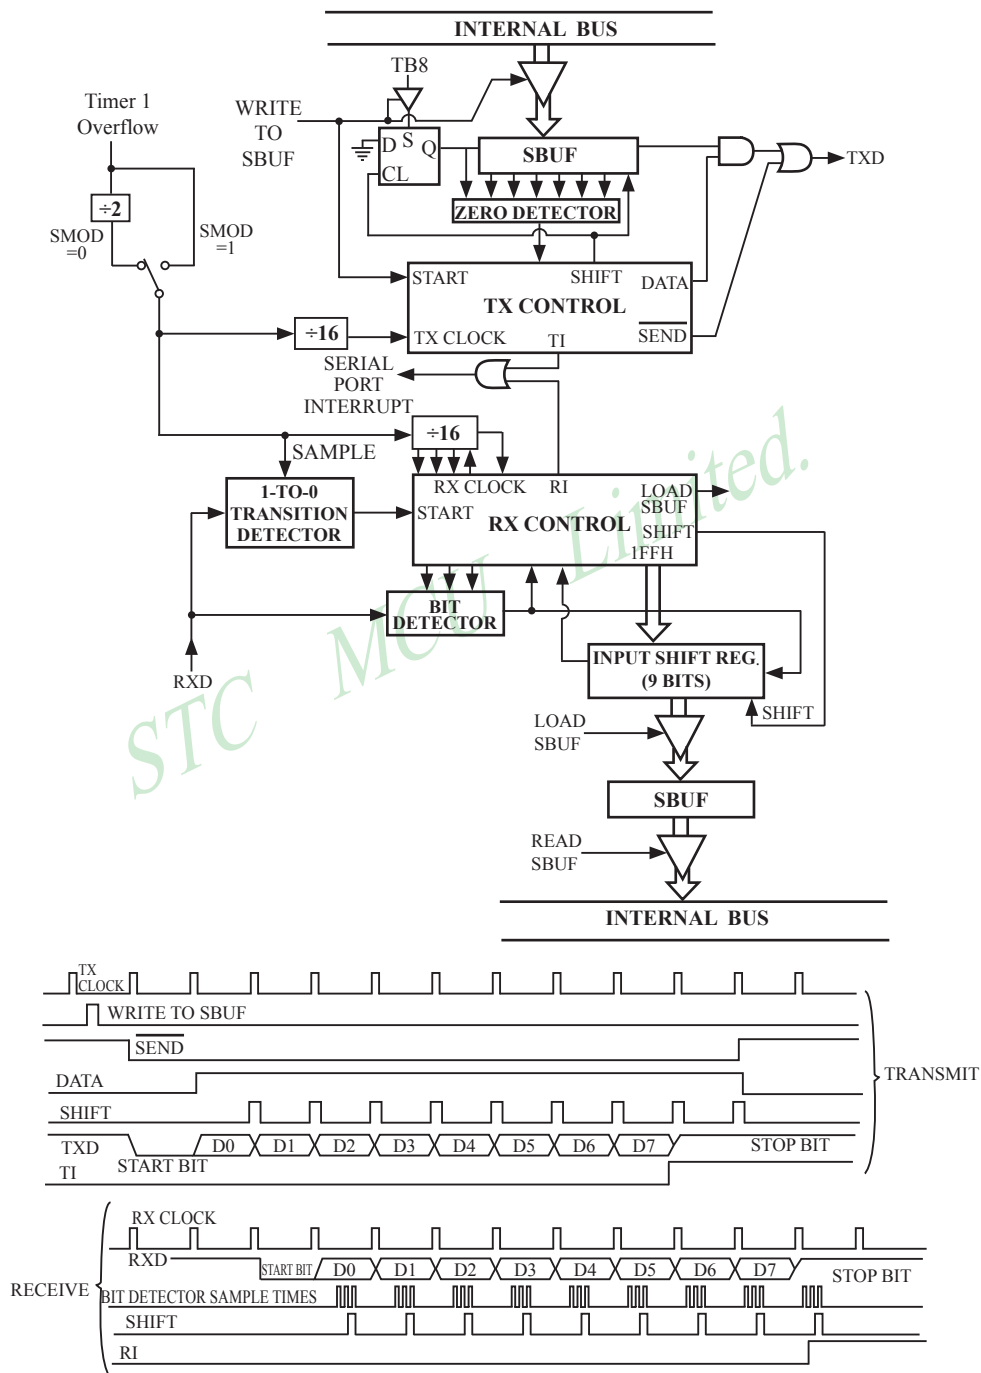 INTERNAL BUS
TB8
Timer 1
Overflow
WRITE
TO
SBUF
D S Q
CL
SBUF
TXD
÷2
ZERO DETECTOR
SMOD
=0
SMOD
=1
START
SHIFT
DATA
TX CONTROL
÷16
TX CLOCK
TI
SEND
SERIAL
PORT
INTERRUPT
÷16
SAMPLE
RX CLOCK
RI
LOAD
SBUF
1-TO-0
TRANSITION
DETECTOR
START
RX CONTROL
SHIFT
1FFH
BIT
DETECTOR
RXD
INPUT SHIFT REG.
(9 BITS)
SHIFT
LOAD
SBUF
SBUF
READ
SBUF
INTERNAL BUS
STC MCU Limited.
TX
CLOCK
WRITE TO SBUF
SEND
DATA
TRANSMIT
SHIFT
TXD
START BIT
D0 D1 D2 D3 D4 D5 D6 D7
STOP BIT
TI
RX CLOCK
RXD
START BIT
D0 D1 D2 D3 D4 D5 D6 D7
STOP BIT
RECEIVE
BIT DETECTOR SAMPLE TIMES
SHIFT
RI